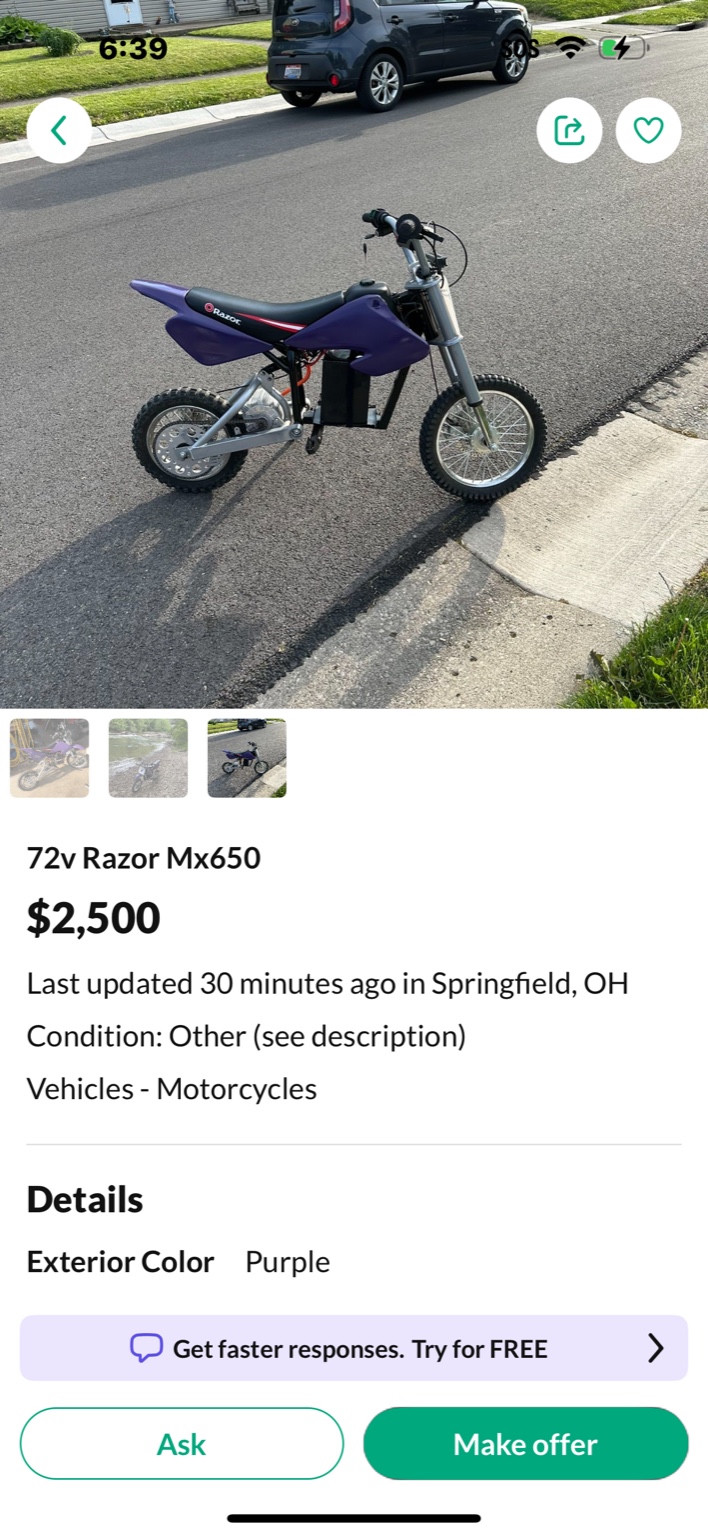 6:39
SOS
Razor
72v Razor Mx650
$2,500
Last updated 30 minutes ago in Springfield, OH
Condition: Other (see description)
Vehicles - Motorcycles
Details
Exterior Color Purple
Get faster responses. Try for FREE
Ask
Make offer